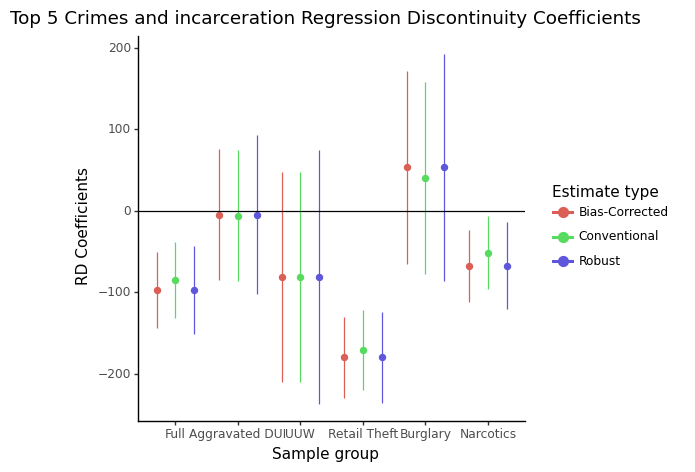 Top 5 Crimes and incarceration Regression Discontinuity Coefficients
200
100
0
−100
−200
RD Coefficients
Full Aggravated DUI UUW Retail Theft Burglary Narcotics
Sample group
Estimate type
Bias-Corrected
Conventional
Robust